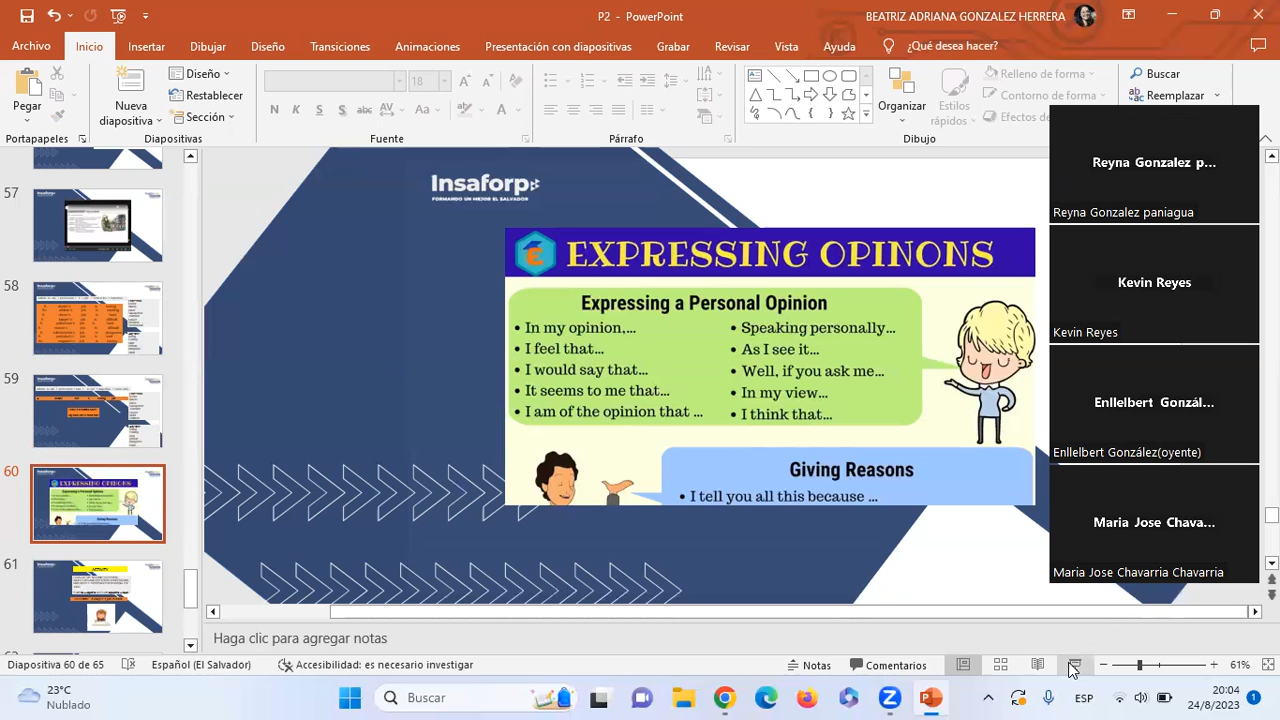 P2 - PowerPoint
BEATRIZ ADRIANA GONZALEZ HERRERA
Archivo Inicio Insertar Dibujar Diseño Transiciones Animaciones Presentación con diapositivas Grabar Revisar Vista Ayuda ¿Qué desea hacer?
Pegar
Nueva diapositiva
Diseño
Restablecer
Sección
18
N K S abc AV Aa A
Organizar
Estilos rápidos
Relleno de forma
Contorno de forma
Efectos de
Buscar
Reemplazar
Portapapeles Diapositivas Fuente Párrafo Dibujo
57
58
59
60
61
Insaforp
FORMANDO UN MEJOR EL SALVADOR
EXPRESSING OPINONS
Expressing a Personal Opinion
• In my opinion,...
• I feel that...
• I would say that...
• It seems to me that...
• I am of the opinion that ...
• Speaking personally...
• As I see it...
• Well, if you ask me...
• In my view...
• I think that...
Giving Reasons
• I tell you all this because ...
Reyna Gonzalez p...
Reyna Gonzalez paniagua
Kevin Reyes
Kevin Reyes
Enllelbert Gonzál...
Enllelbert González(oyente)
Maria Jose Chava...
Maria Jose Chavarria Chavarria
Haga clic para agregar notas
Diapositiva 60 de 65 Español (El Salvador) Accesibilidad: es necesario investigar Notas Comentarios 61%
23°C
Nublado
Buscar
ESP
20:04
24/8/2023
1